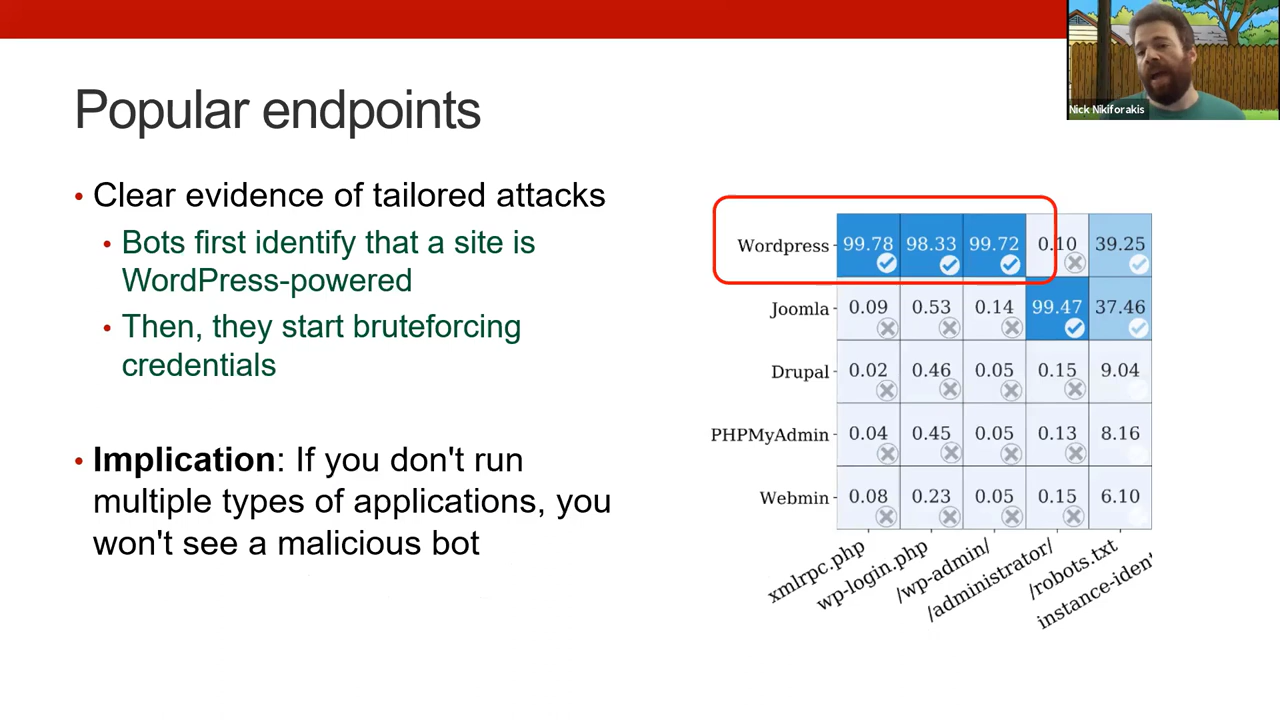 Nick Nikiforakis
Popular endpoints
• Clear evidence of tailored attacks
• Bots first identify that a site is
WordPress-powered
• Then, they start bruteforcing
credentials
• Implication: If you don't run
multiple types of applications, you
won't see a malicious bot
Wordpress 99.78 98.33 99.72 0.10 39.25
Joomla 0.09 0.53 0.14 99.47 37.46
Drupal 0.02 0.46 0.05 0.15 9.04
PHPMyAdmin 0.04 0.45 0.05 0.13 8.16
Webmin 0.08 0.23 0.05 0.15 6.10
xmlrpc.php
wp-login.php
/wp-admin/
/administrator/
/robots.txt